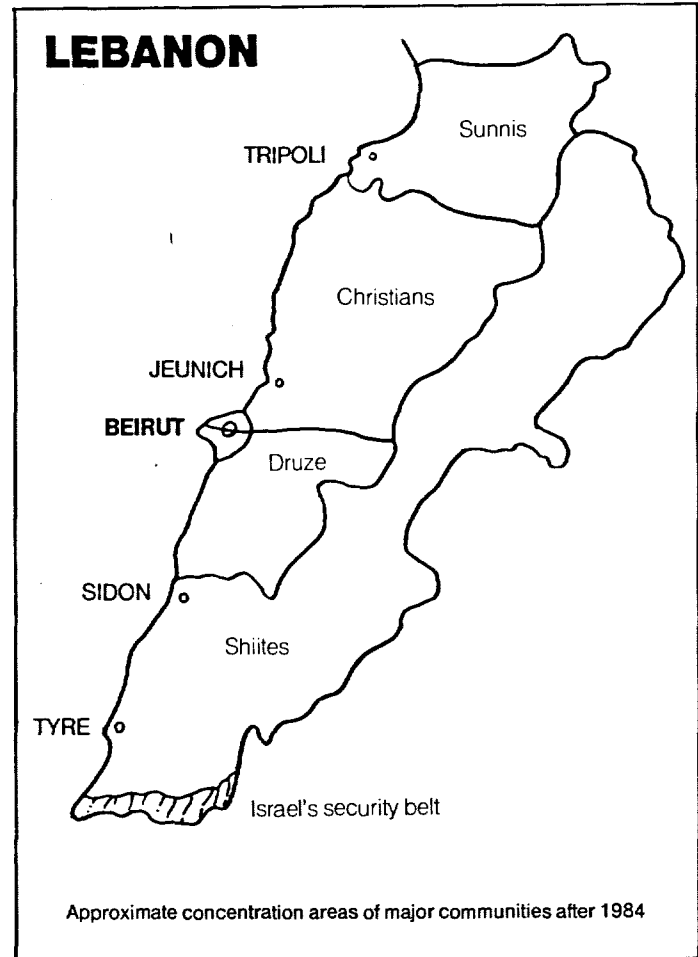 LEBANON
Sunnis
TRIPOLI
Christians
JEUNICH
BEIRUT
Druze
SIDON
Shiites
TYRE
Israel's security belt
Approximate concentration areas of major communities after 1984